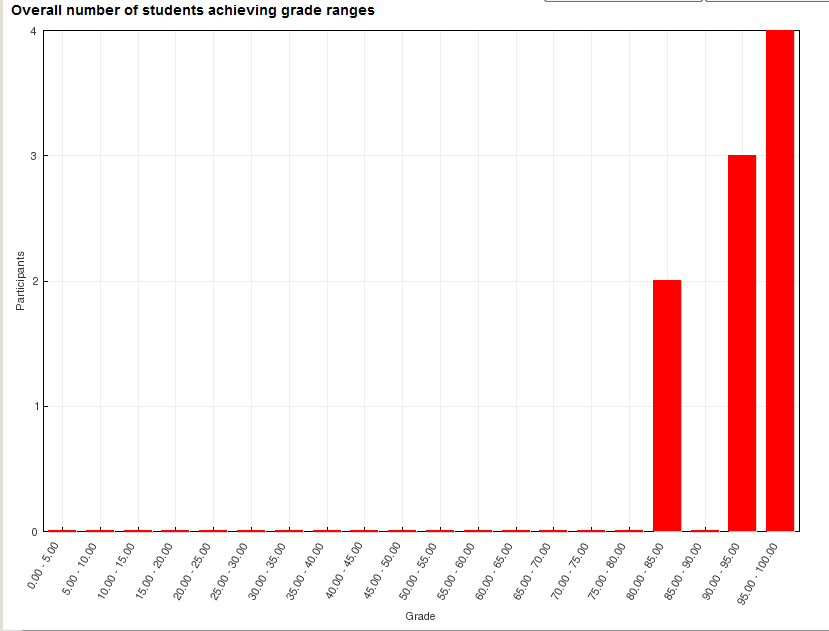 Overall number of students achieving grade ranges
4
3
2
1
0
Participants
0.00 - 5.00
5.00 - 10.00
10.00 - 15.00
15.00 - 20.00
20.00 - 25.00
25.00 - 30.00
30.00 - 35.00
35.00 - 40.00
40.00 - 45.00
45.00 - 50.00
50.00 - 55.00
55.00 - 60.00
60.00 - 65.00
65.00 - 70.00
70.00 - 75.00
75.00 - 80.00
80.00 - 85.00
85.00 - 90.00
90.00 - 95.00
95.00 - 100.00
Grade